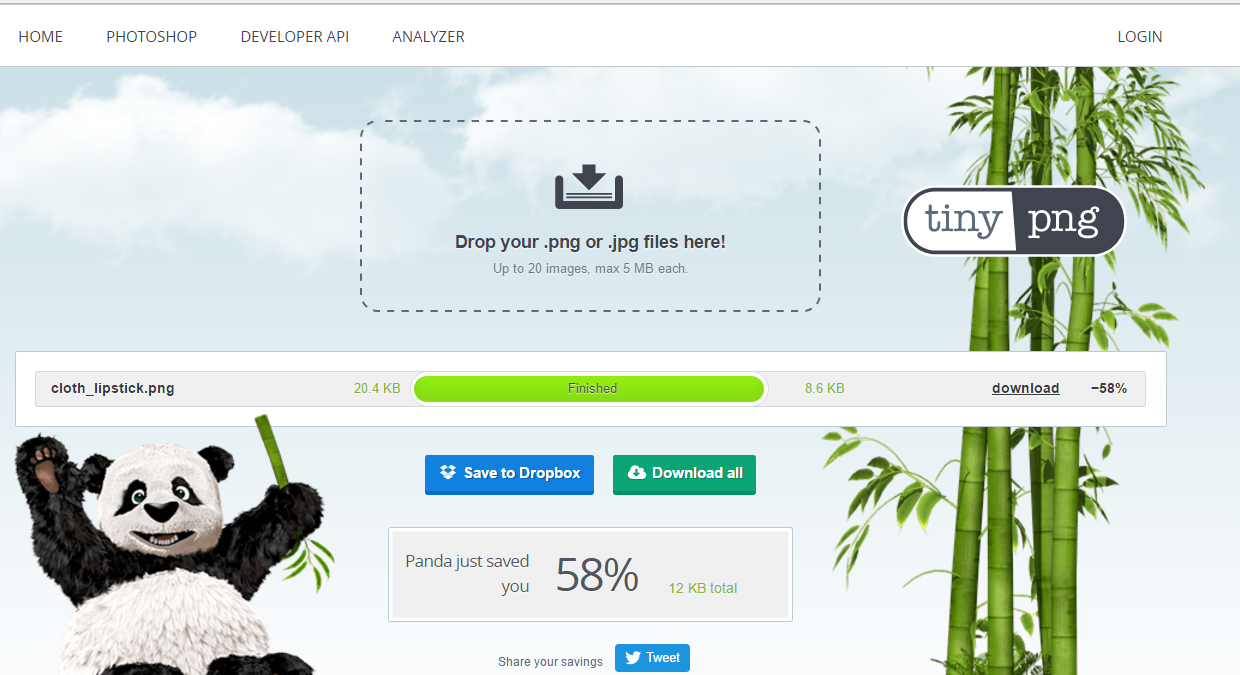 HOME PHOTOSHOP DEVELOPER API ANALYZER LOGIN
Drop your .png or .jpg files here!
Up to 20 images, max 5 MB each.
tiny png
cloth_lipstick.png 20.4 KB Finished 8.6 KB download −58%
Save to Dropbox Download all
Panda just saved
you
58%
12 KB total
Share your savings Tweet